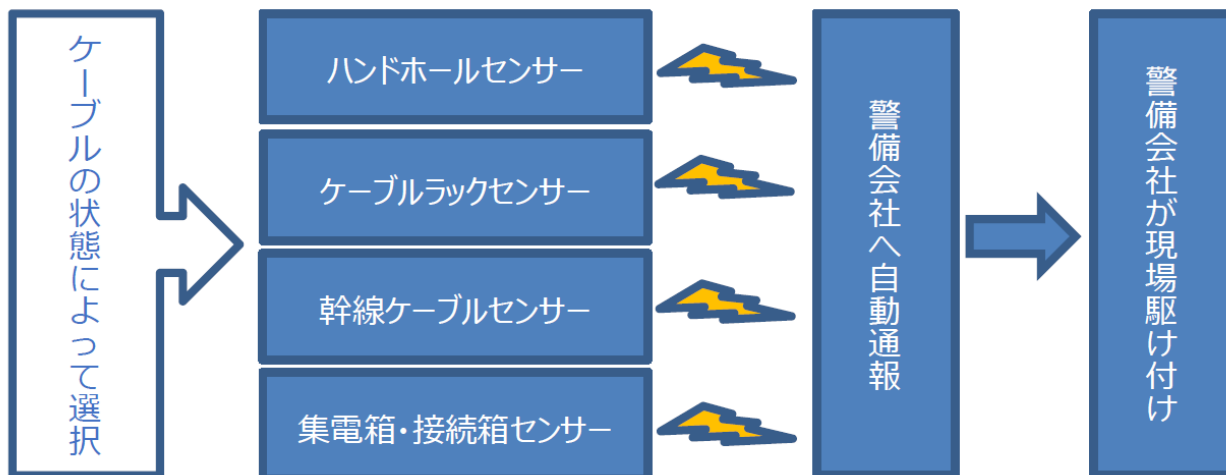 ケーブルの状態によって選択
ハンドホールセンサー
ケーブルラックセンサー
幹線ケーブルセンサー
集電箱・接続箱センサー
警備会社へ自動通報
警備会社が現場駆け付け